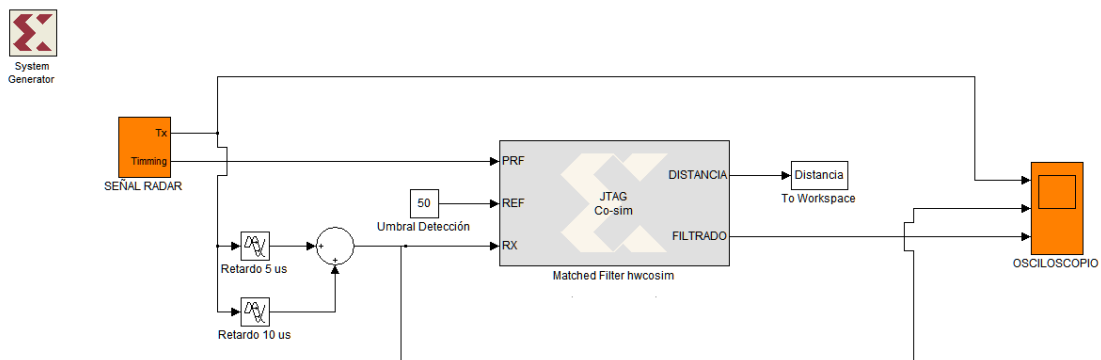 System
Generator
Tx
Timming
SEÑAL RADAR
PRF
REF
RX
JTAG
Co-sim
DISTANCIA
FILTRADO
Matched Filter hwcosim
50
Umbral Detección
Distancia
To Workspace
OSCILOSCOPIO
+
+
Retardo 5 us
Retardo 10 us